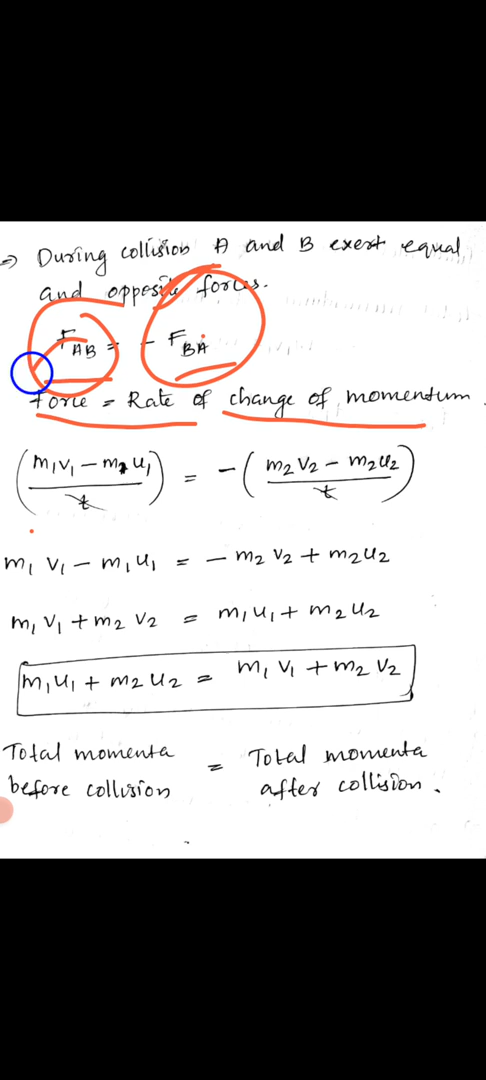 → During collision A and B exert equal
and opposite forces.
F_AB = - F_BA
Force = Rate of change of momentum.
(m₁v₁ - m₁u₁ / t) = - (m₂v₂ - m₂u₂ / t)
m₁v₁ - m₁u₁ = - m₂v₂ + m₂u₂
m₁v₁ + m₂v₂ = m₁u₁ + m₂u₂
m₁u₁ + m₂u₂ = m₁v₁ + m₂v₂
Total momenta before collision = Total momenta after collision.